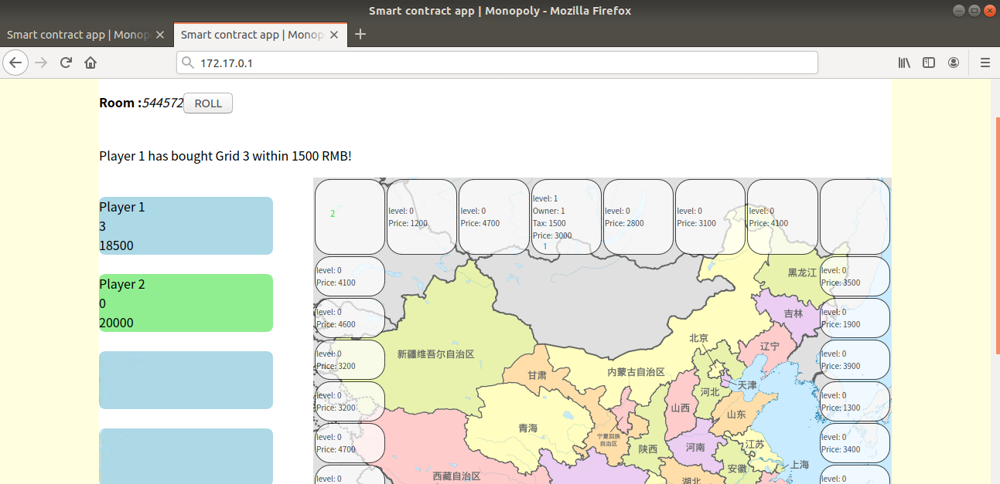 Smart contract app | Monopoly - Mozilla Firefox
Smart contract app | Monop
Smart contract app | Monop
172.17.0.1
Room :544572 ROLL
Player 1 has bought Grid 3 within 1500 RMB!
Player 1
3
18500
Player 2
0
20000
2
level: 0
Price: 1200
level: 0
Price: 4700
level: 1
Owner: 1
Tax: 1500
Price: 3000
1
level: 0
Price: 2800
level: 0
Price: 3100
level: 0
Price: 4100
level: 0
Price: 4100
level: 0
Price: 4600
level: 0
Price: 3200
level: 0
Price: 3200
level: 0
Price: 4700
level: 0
level: 0
Price: 3500
level: 0
Price: 1900
level: 0
Price: 3900
level: 0
Price: 1300
level: 0
Price: 3400
level: 0
黑龙江
吉林
辽宁
北京
新疆维吾尔自治区
内蒙古自治区
甘肃
天津
河北
山西
山东
青海
宁夏回族
自治区
陕西
河南
江苏
安徽
上海
西藏自治区
湖北